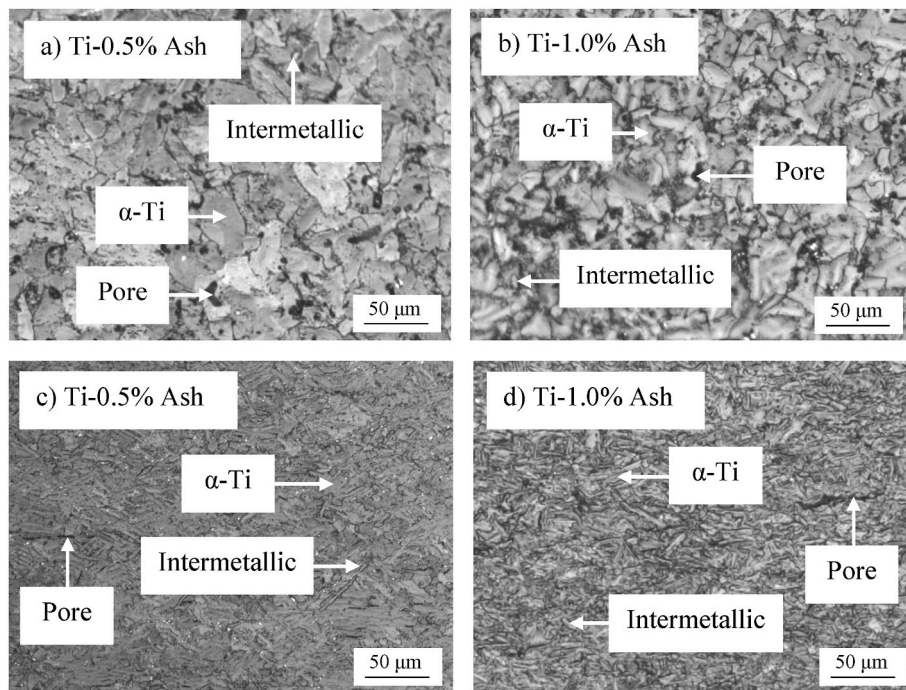 a) Ti-0.5% Ash
Intermetallic
α-Ti
Pore
50 μm
b) Ti-1.0% Ash
α-Ti
Pore
Intermetallic
50 μm
c) Ti-0.5% Ash
α-Ti
Intermetallic
Pore
50 μm
d) Ti-1.0% Ash
α-Ti
Pore
Intermetallic
50 μm